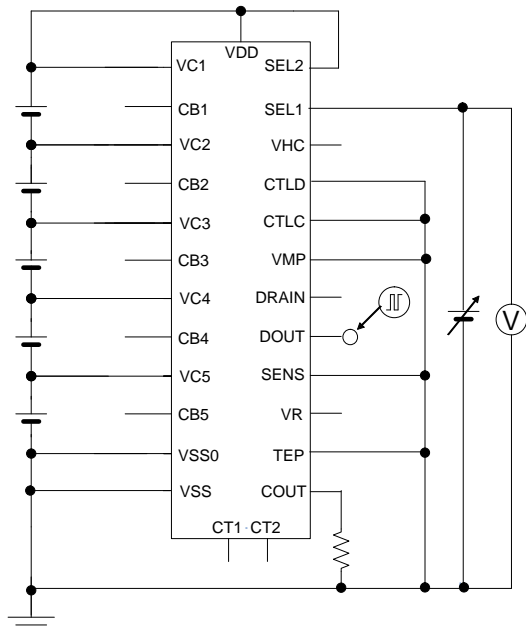 VDD
VC1
SEL2
CB1
SEL1
VC2
VHC
CB2
CTLD
VC3
CTLC
CB3
VMP
VC4
DRAIN
CB4
DOUT
VC5
SENS
CB5
VR
VSS0
TEP
VSS
COUT
CT1 CT2
V